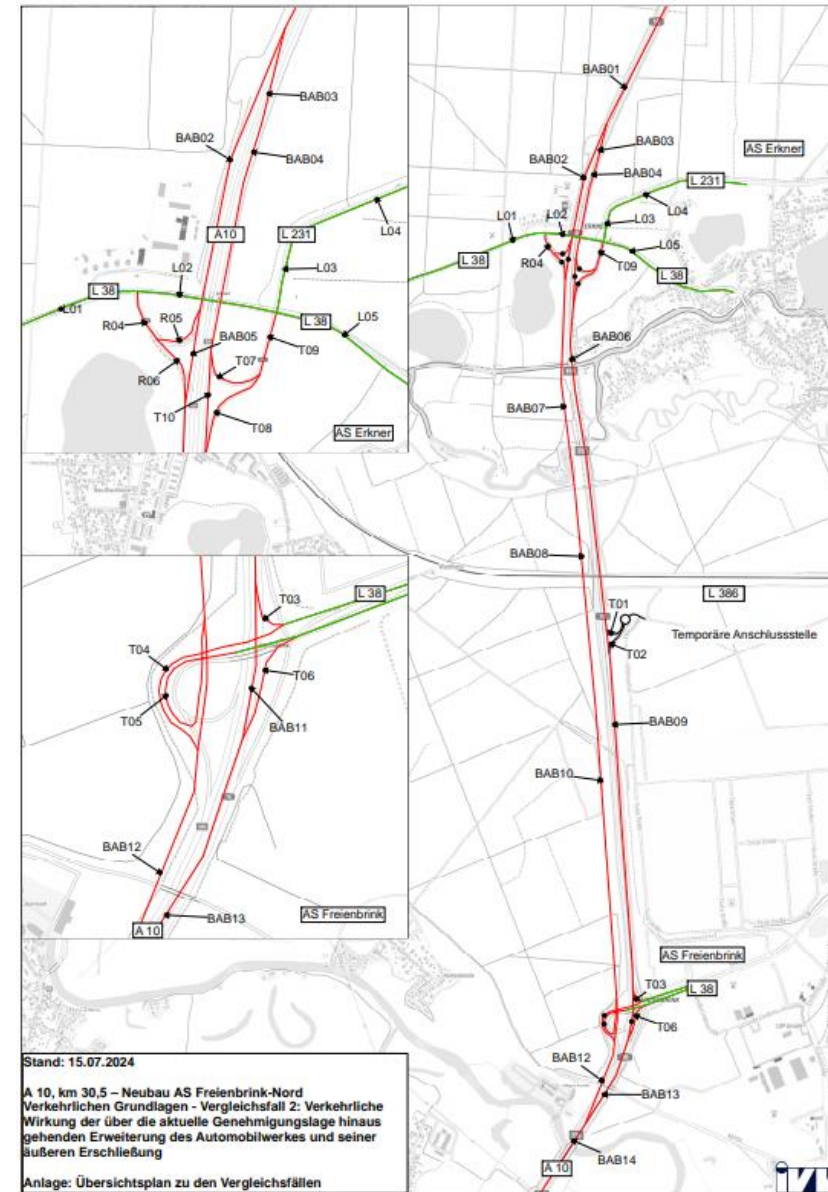 BAB03
BAB02
BAB04
L04
A10
L 231
L02
L03
L 38
L01
L 38
L05
R04
R05
BAB05
T09
R06
T07
T10
T08
AS Erkner
BAB01
BAB03
AS Erkner
BAB02
BAB04
L 231
L04
L01
L02
L03
L05
R04
T09
L 38
L 38
BAB06
BAB07
BAB08
L 386
T01
Temporäre Anschlussstelle
T02
BAB09
BAB10
AS Freienbrink
T03
L 38
T06
BAB12
BAB13
A 10
BAB14
T03
L 38
T04
T06
T05
BAB11
BAB12
BAB13
AS Freienbrink
A 10
Stand: 15.07.2024
A 10, km 30,5 – Neubau AS Freienbrink-Nord
Verkehrlichen Grundlagen - Vergleichsfall 2: Verkehrliche
Wirkung der über die aktuelle Genehmigungslage hinaus
gehenden Erweiterung des Automobilwerkes und seiner
äußeren Erschließung
Anlage: Übersichtsplan zu den Vergleichsfällen